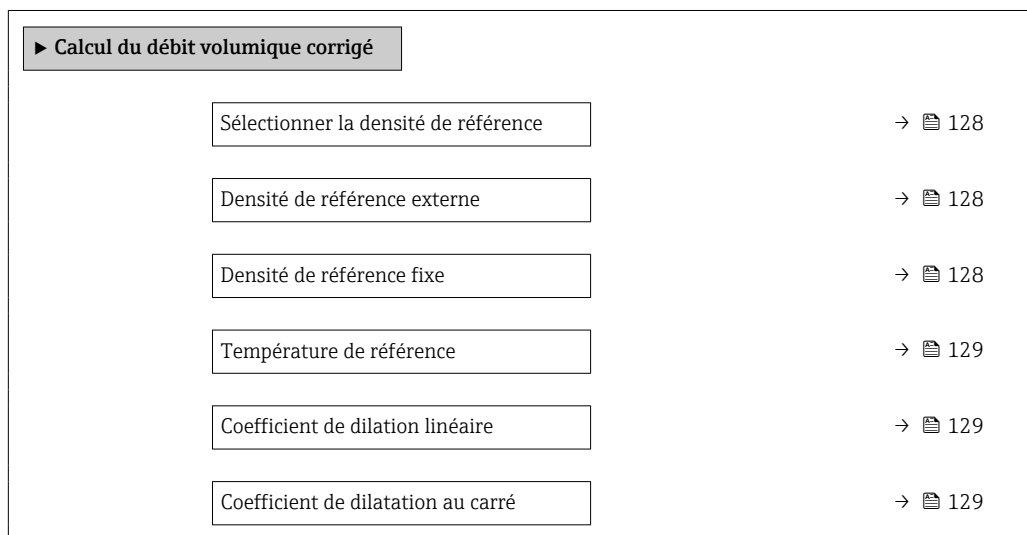 ► Calcul du débit volumique corrigé
Sélectionner la densité de référence → 128
Densité de référence externe → 128
Densité de référence fixe → 128
Température de référence → 129
Coefficient de dilation linéaire → 129
Coefficient de dilatation au carré → 129